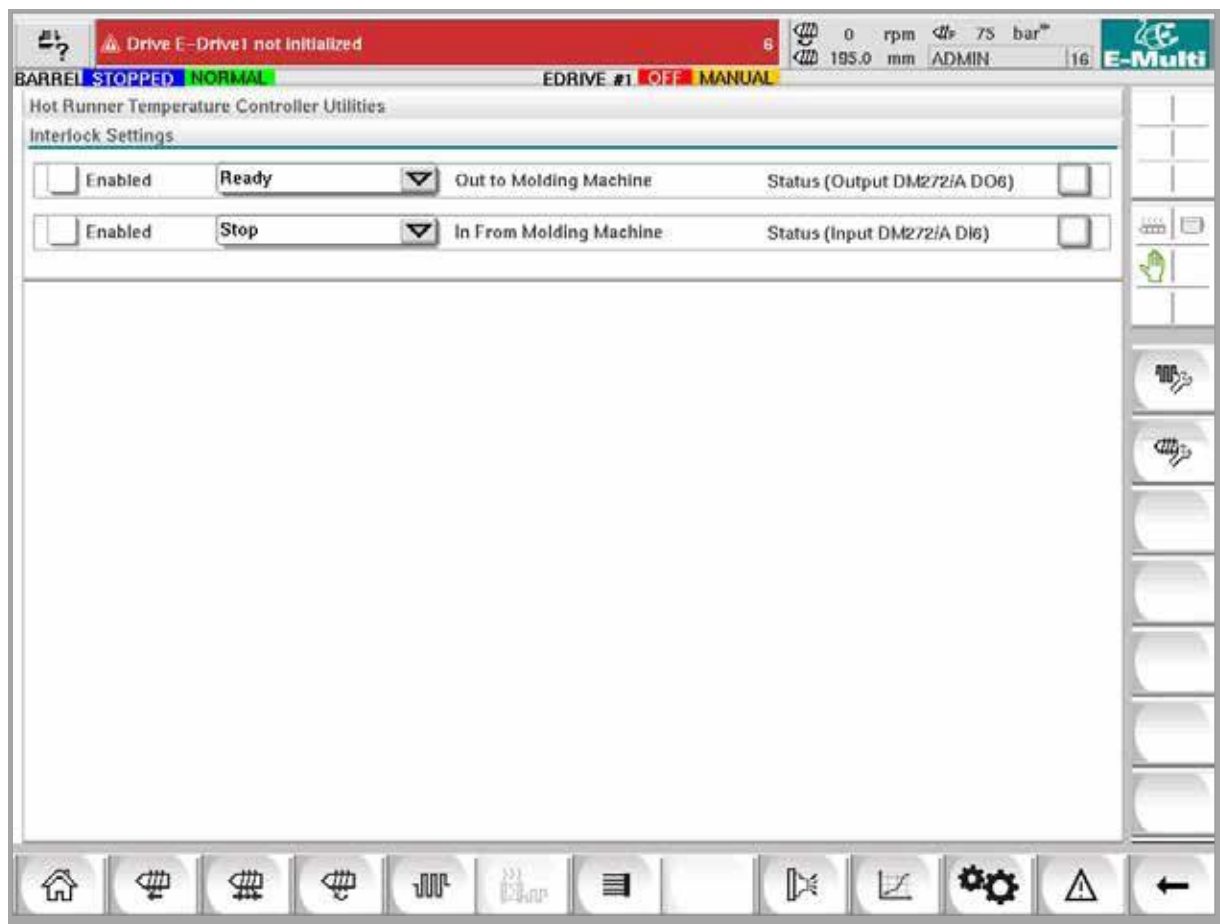 ? Drive E-Drive1 not initialized 6 0 rpm 75 bar E-Multi
195.0 mm ADMIN 16
BARREL STOPPED NORMAL EDRIVE #1 OFF MANUAL
Hot Runner Temperature Controller Utilities
Interlock Settings
Enabled Ready Out to Molding Machine Status (Output DM272/A DO6)
Enabled Stop In From Molding Machine Status (Input DM272/A DI6)